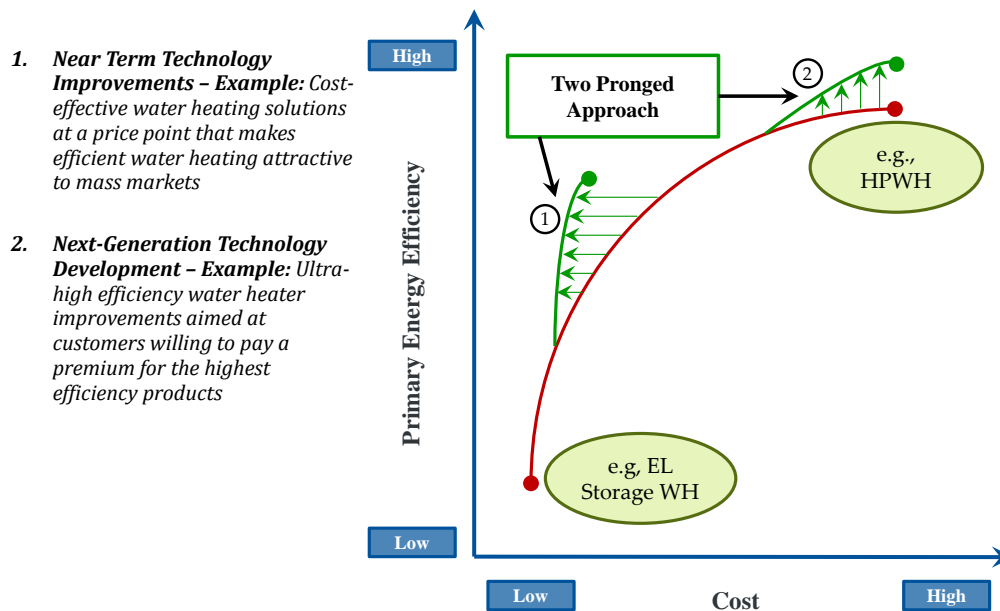 1. Near Term Technology
Improvements – Example: Cost-
effective water heating solutions
at a price point that makes
efficient water heating attractive
to mass markets
2. Next-Generation Technology
Development – Example: Ultra-
high efficiency water heater
improvements aimed at
customers willing to pay a
premium for the highest
efficiency products
High
Primary Energy Efficiency
Low
Two Pronged
Approach
1
2
e.g.,
HPWH
e.g, EL
Storage WH
Low
Cost
High